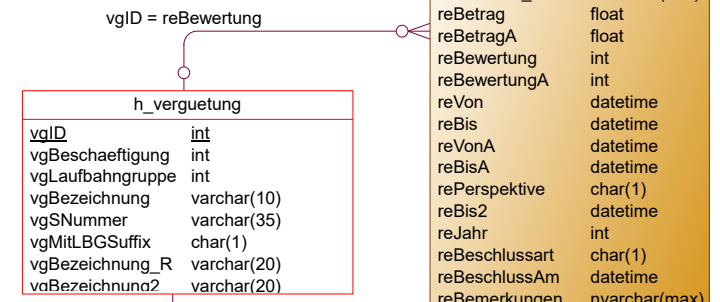 vgID = reBewertung
h_verguetung
vgID int
vgBeschaeftigung int
vgLaufbahngruppe int
vgBezeichnung varchar(10)
vgSNummer varchar(35)
vgMitLBGSuffix char(1)
vgBezeichnung_R varchar(20)
vgBezeichnung2 varchar(20)
reBetrag float
reBetragA float
reBewertung int
reBewertungA int
reVon datetime
reBis datetime
reVonA datetime
reBisA datetime
rePerspektive char(1)
reBis2 datetime
reJahr int
reBeschlussart char(1)
reBeschlussAm datetime
reBemerkungen nvarchar(max)